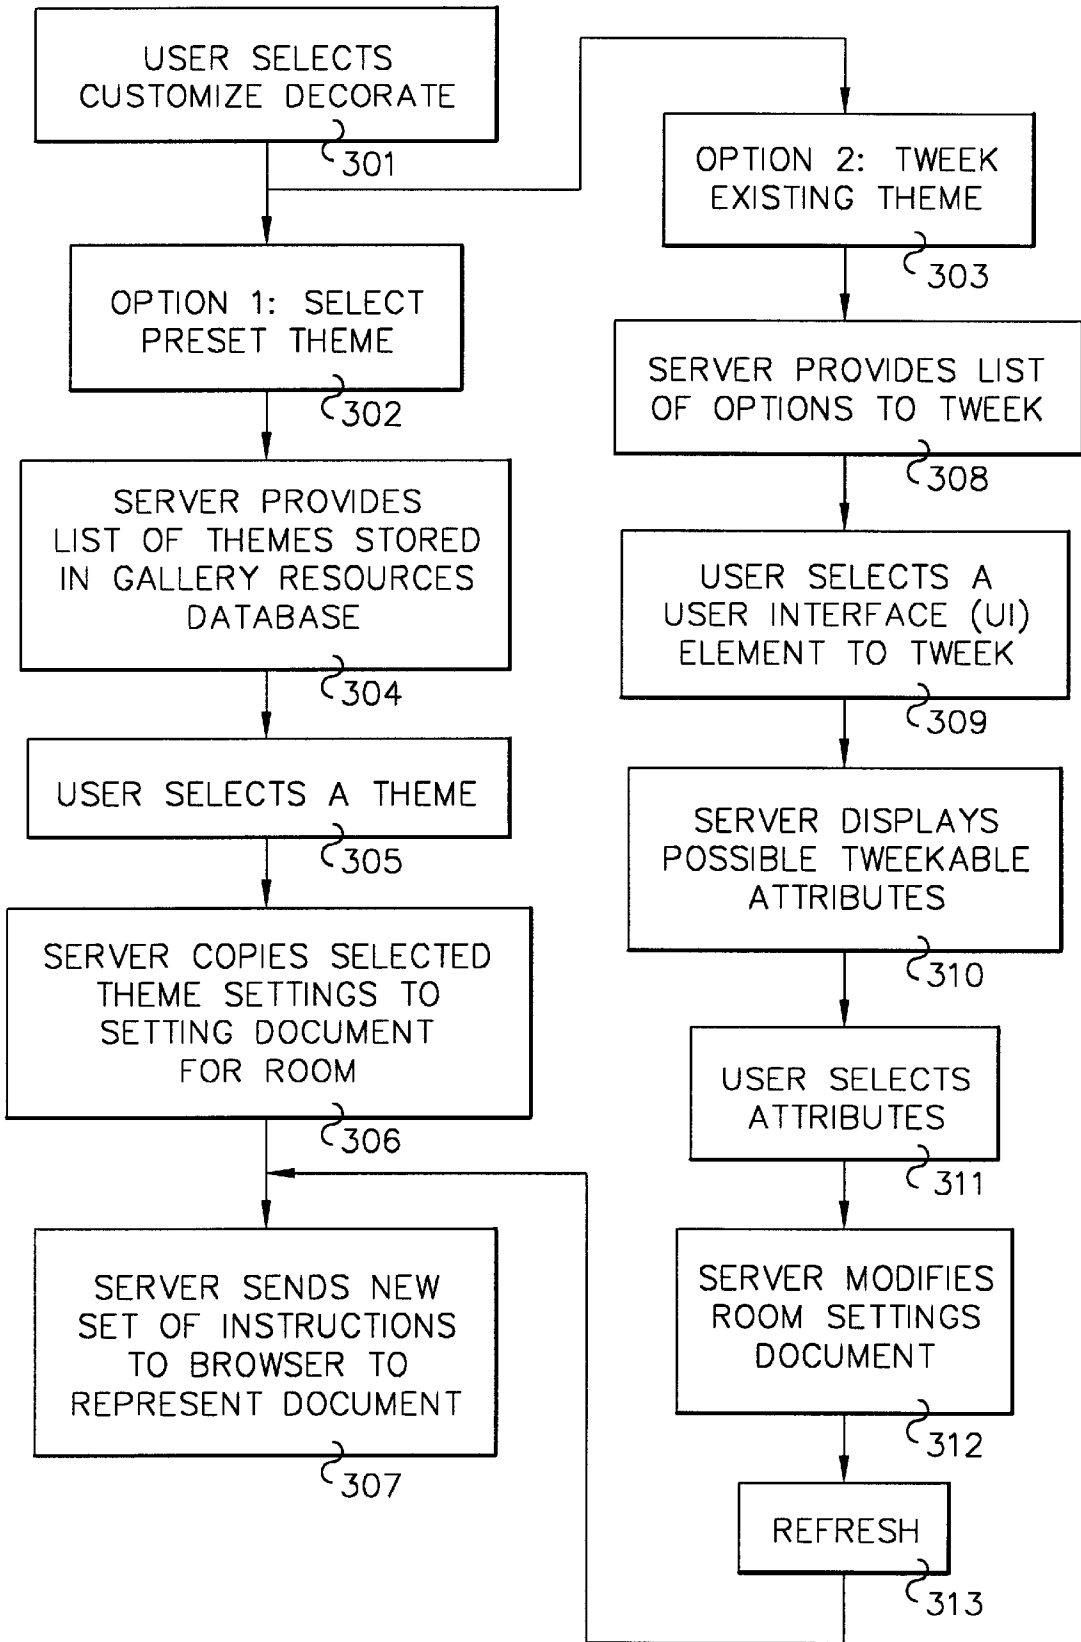 USER SELECTS
CUSTOMIZE DECORATE
301
OPTION 1: SELECT
PRESET THEME
302
SERVER PROVIDES
LIST OF THEMES STORED
IN GALLERY RESOURCES
DATABASE
304
USER SELECTS A THEME
305
SERVER COPIES SELECTED
THEME SETTINGS TO
SETTING DOCUMENT
FOR ROOM
306
SERVER SENDS NEW
SET OF INSTRUCTIONS
TO BROWSER TO
REPRESENT DOCUMENT
307
OPTION 2: TWEEK
EXISTING THEME
303
SERVER PROVIDES LIST
OF OPTIONS TO TWEEK
308
USER SELECTS A
USER INTERFACE (UI)
ELEMENT TO TWEEK
309
SERVER DISPLAYS
POSSIBLE TWEEKABLE
ATTRIBUTES
310
USER SELECTS
ATTRIBUTES
311
SERVER MODIFIES
ROOM SETTINGS
DOCUMENT
312
REFRESH
313